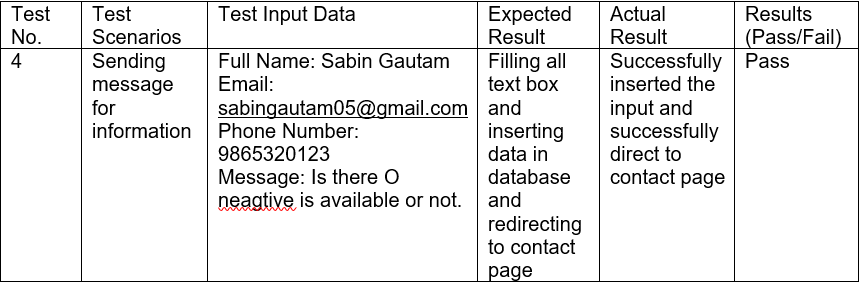 Test No.
Test Scenarios
Test Input Data
Expected Result
Actual Result
Results (Pass/Fail)
4
Sending
message
for
information
Full Name: Sabin Gautam
Email:
sabingautam05@gmail.com
Phone Number:
9865320123
Message: Is there O
neagtive is available or not.
Filling all
text box
and
inserting
data in
database
and
redirecting
to contact
page
Successfully
inserted the
input and
successfully
direct to
contact page
Pass